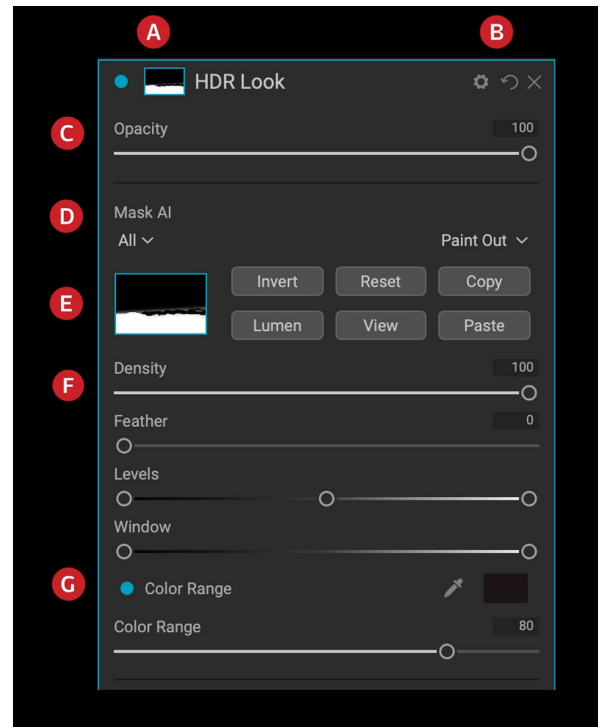 A
B
HDR Look
C
Opacity
100
D
Mask AI
All
Paint Out
E
Invert
Reset
Copy
Lumen
View
Paste
F
Density
100
Feather
0
Levels
Window
G
Color Range
Color Range
80